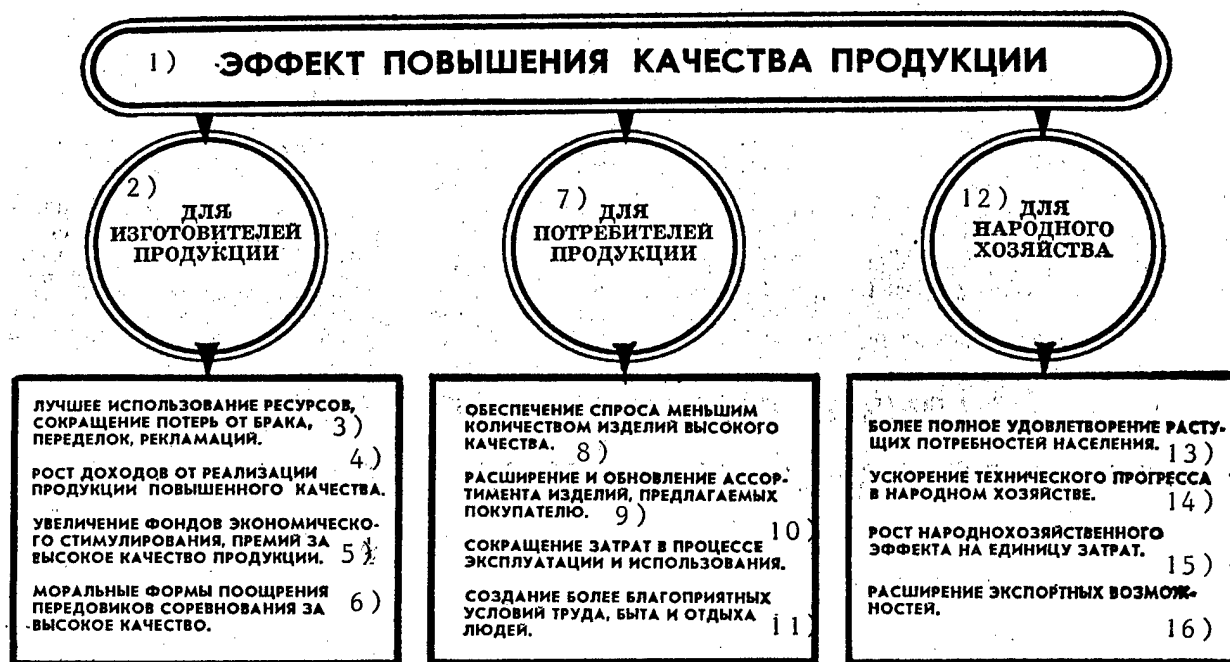 1) ЭФФЕКТ ПОВЫШЕНИЯ КАЧЕСТВА ПРОДУКЦИИ
2)
ДЛЯ
ИЗГОТОВИТЕЛЕЙ
ПРОДУКЦИИ
ЛУЧШЕЕ ИСПОЛЬЗОВАНИЕ РЕСУРСОВ,
СОКРАЩЕНИЕ ПОТЕРЬ ОТ БРАКА, 3)
ПЕРЕДЕЛОК, РЕКЛАМАЦИЙ.
4)
РОСТ ДОХОДОВ ОТ РЕАЛИЗАЦИИ
ПРОДУКЦИИ ПОВЫШЕННОГО КАЧЕСТВА.
УВЕЛИЧЕНИЕ ФОНДОВ ЭКОНОМИЧЕСКО-
ГО СТИМУЛИРОВАНИЯ, ПРЕМИЙ ЗА
ВЫСОКОЕ КАЧЕСТВО ПРОДУКЦИИ. 5)
МОРАЛЬНЫЕ ФОРМЫ ПООЩРЕНИЯ
ПЕРЕДОВИКОВ СОРЕВНОВАНИЯ ЗА 6)
ВЫСОКОЕ КАЧЕСТВО.
7) ДЛЯ
ПОТРЕБИТЕЛЕЙ
ПРОДУКЦИИ
ОБЕСПЕЧЕНИЕ СПРОСА МЕНЬШИМ
КОЛИЧЕСТВОМ ИЗДЕЛИЙ ВЫСОКОГО
КАЧЕСТВА. 8)
РАСШИРЕНИЕ И ОБНОВЛЕНИЕ АССОР-
ТИМЕНТА ИЗДЕЛИЙ, ПРЕДЛАГАЕМЫХ
ПОКУПАТЕЛЮ. 9)
10)
СОКРАЩЕНИЕ ЗАТРАТ В ПРОЦЕССЕ
ЭКСПЛУАТАЦИИ И ИСПОЛЬЗОВАНИЯ.
СОЗДАНИЕ БОЛЕЕ БЛАГОПРИЯТНЫХ
УСЛОВИЙ ТРУДА, БЫТА И ОТДЫХА
ЛЮДЕЙ. 11)
12) ДЛЯ
НАРОДНОГО
ХОЗЯЙСТВА
БОЛЕЕ ПОЛНОЕ УДОВЛЕТВОРЕНИЕ РАСТУ-
ЩИХ ПОТРЕБНОСТЕЙ НАСЕЛЕНИЯ. 13)
УСКОРЕНИЕ ТЕХНИЧЕСКОГО ПРОГРЕССА
В НАРОДНОМ ХОЗЯЙСТВЕ. 14)
РОСТ НАРОДНОХОЗЯЙСТВЕННОГО
ЭФФЕКТА НА ЕДИНИЦУ ЗАТРАТ.
15)
РАСШИРЕНИЕ ЭКСПОРТНЫХ ВОЗМОЖ-
НОСТЕЙ.
16)